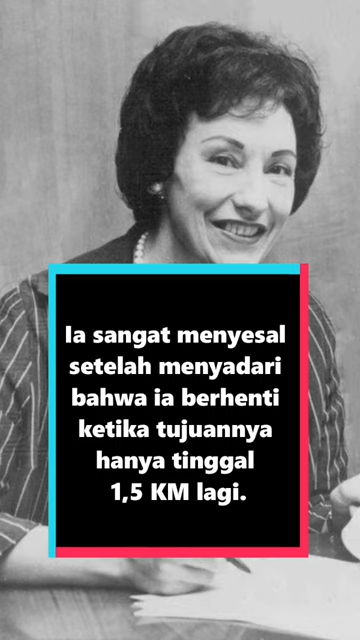 Ia sangat menyesal
setelah menyadari
bahwa ia berhenti
ketika tujuannya
hanya tinggal
1,5 KM lagi.